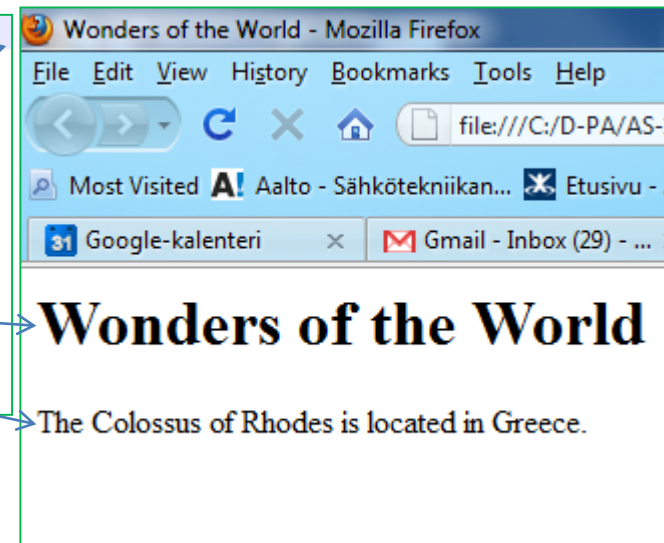 Wonders of the World - Mozilla Firefox
File Edit View History Bookmarks Tools Help
file:///C:/D-PA/AS-
Most Visited A! Aalto - Sähkötekniikan... Etusivu -
31 Google-kalenteri Gmail - Inbox (29) - ...
Wonders of the World
The Colossus of Rhodes is located in Greece.